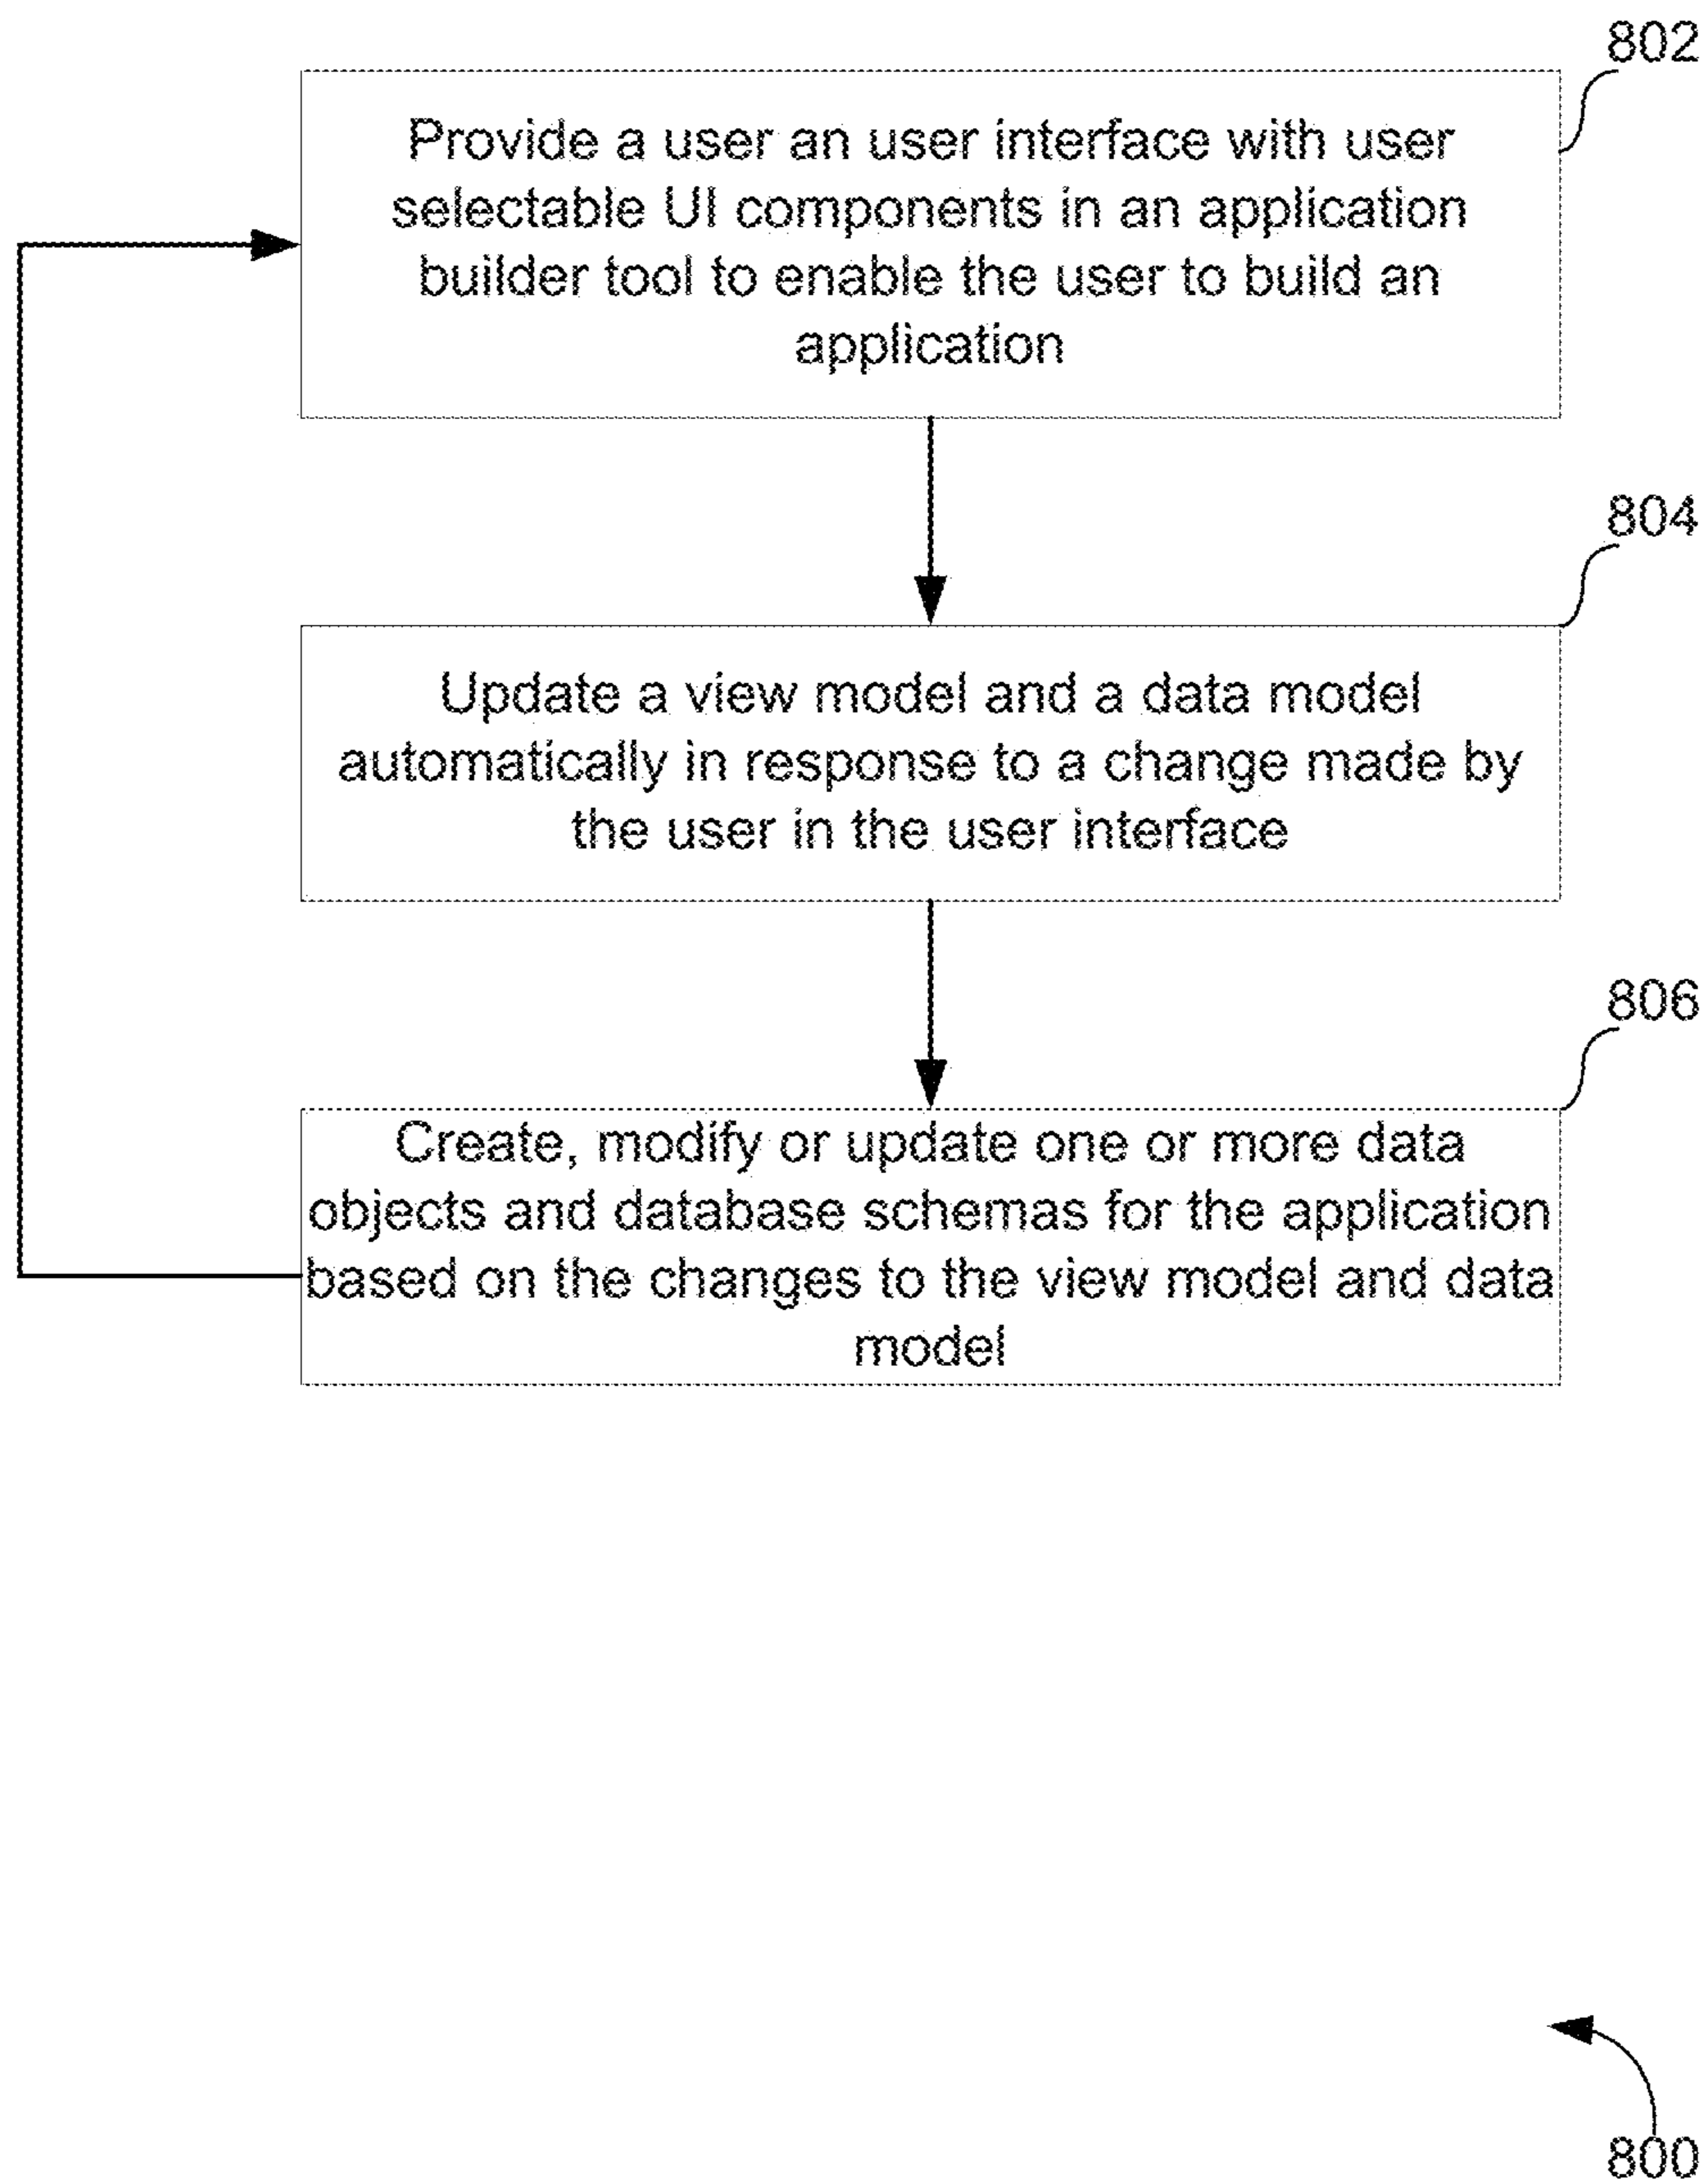 802
Provide a user an user interface with user
selectable UI components in an application
builder tool to enable the user to build an
application
804
Update a view model and a data model
automatically in response to a change made by
the user in the user interface
806
Create, modify or update one or more data
objects and database schemas for the application
based on the changes to the view model and data
model
800